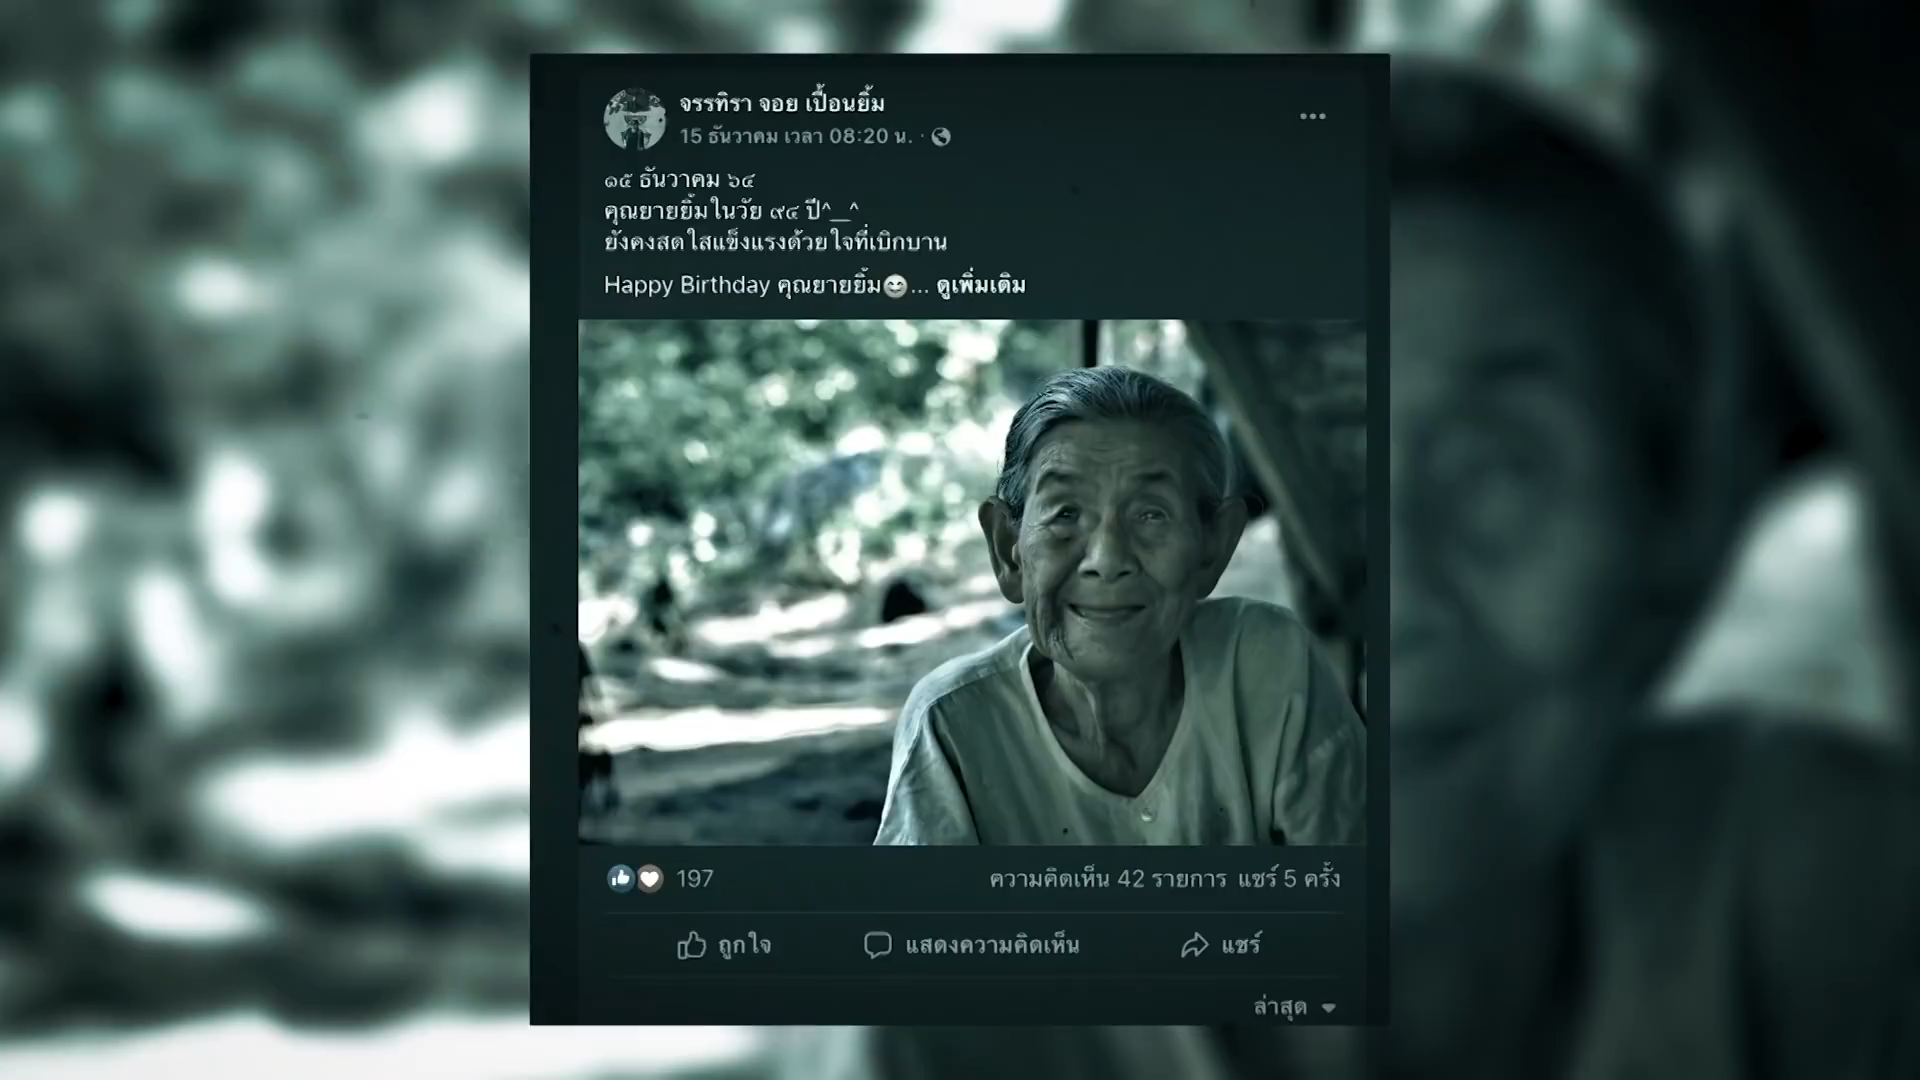 จรรทิรา จอย เปื้อนยิ้ม
15 ธันวาคม เวลา 08:20 น. ·
๑๕ ธันวาคม ๖๔
คุณยายยิ้มในวัย ๙๔ ปี^__^
ยังคงสดใสแข็งแรงด้วยใจที่เบิกบาน
Happy Birthday คุณยายยิ้ม😊... ดูเพิ่มเติม
197
ความคิดเห็น 42 รายการ แชร์ 5 ครั้ง
ถูกใจ
แสดงความคิดเห็น
แชร์
ล่าสุด